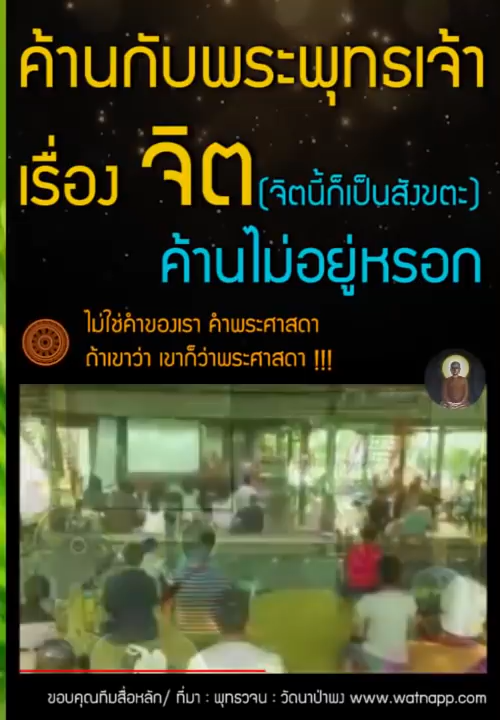 ค้านกับพระพุทธเจ้า
เรื่อง จิต (จิตนี้ก็เป็นสังขตะ)
ค้านไม่อยู่หรอก
ไม่ใช่คำของเรา คำพระศาสดา
ถ้าเขาว่า เขาก็ว่าพระศาสดา !!!
ขอบคุณทีมสื่อหลัก/ ที่มา : พุทธวจน : วัดนาป่าพง www.watnapp.com